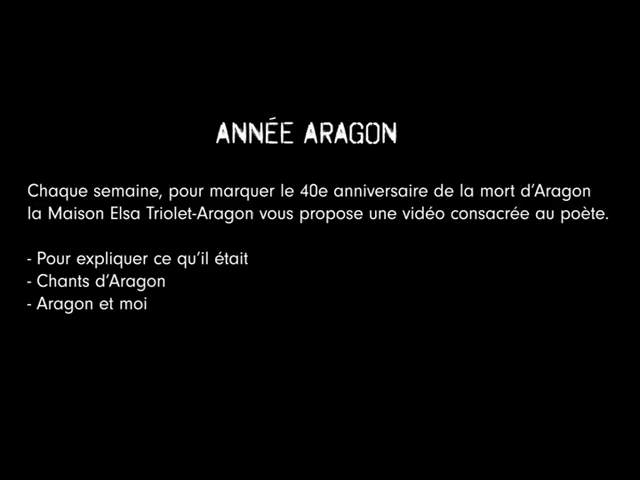 ANNÉE ARAGON
Chaque semaine, pour marquer le 40e anniversaire de la mort d’Aragon
la Maison Elsa Triolet-Aragon vous propose une vidéo consacrée au poète.
- Pour expliquer ce qu’il était
- Chants d’Aragon
- Aragon et moi